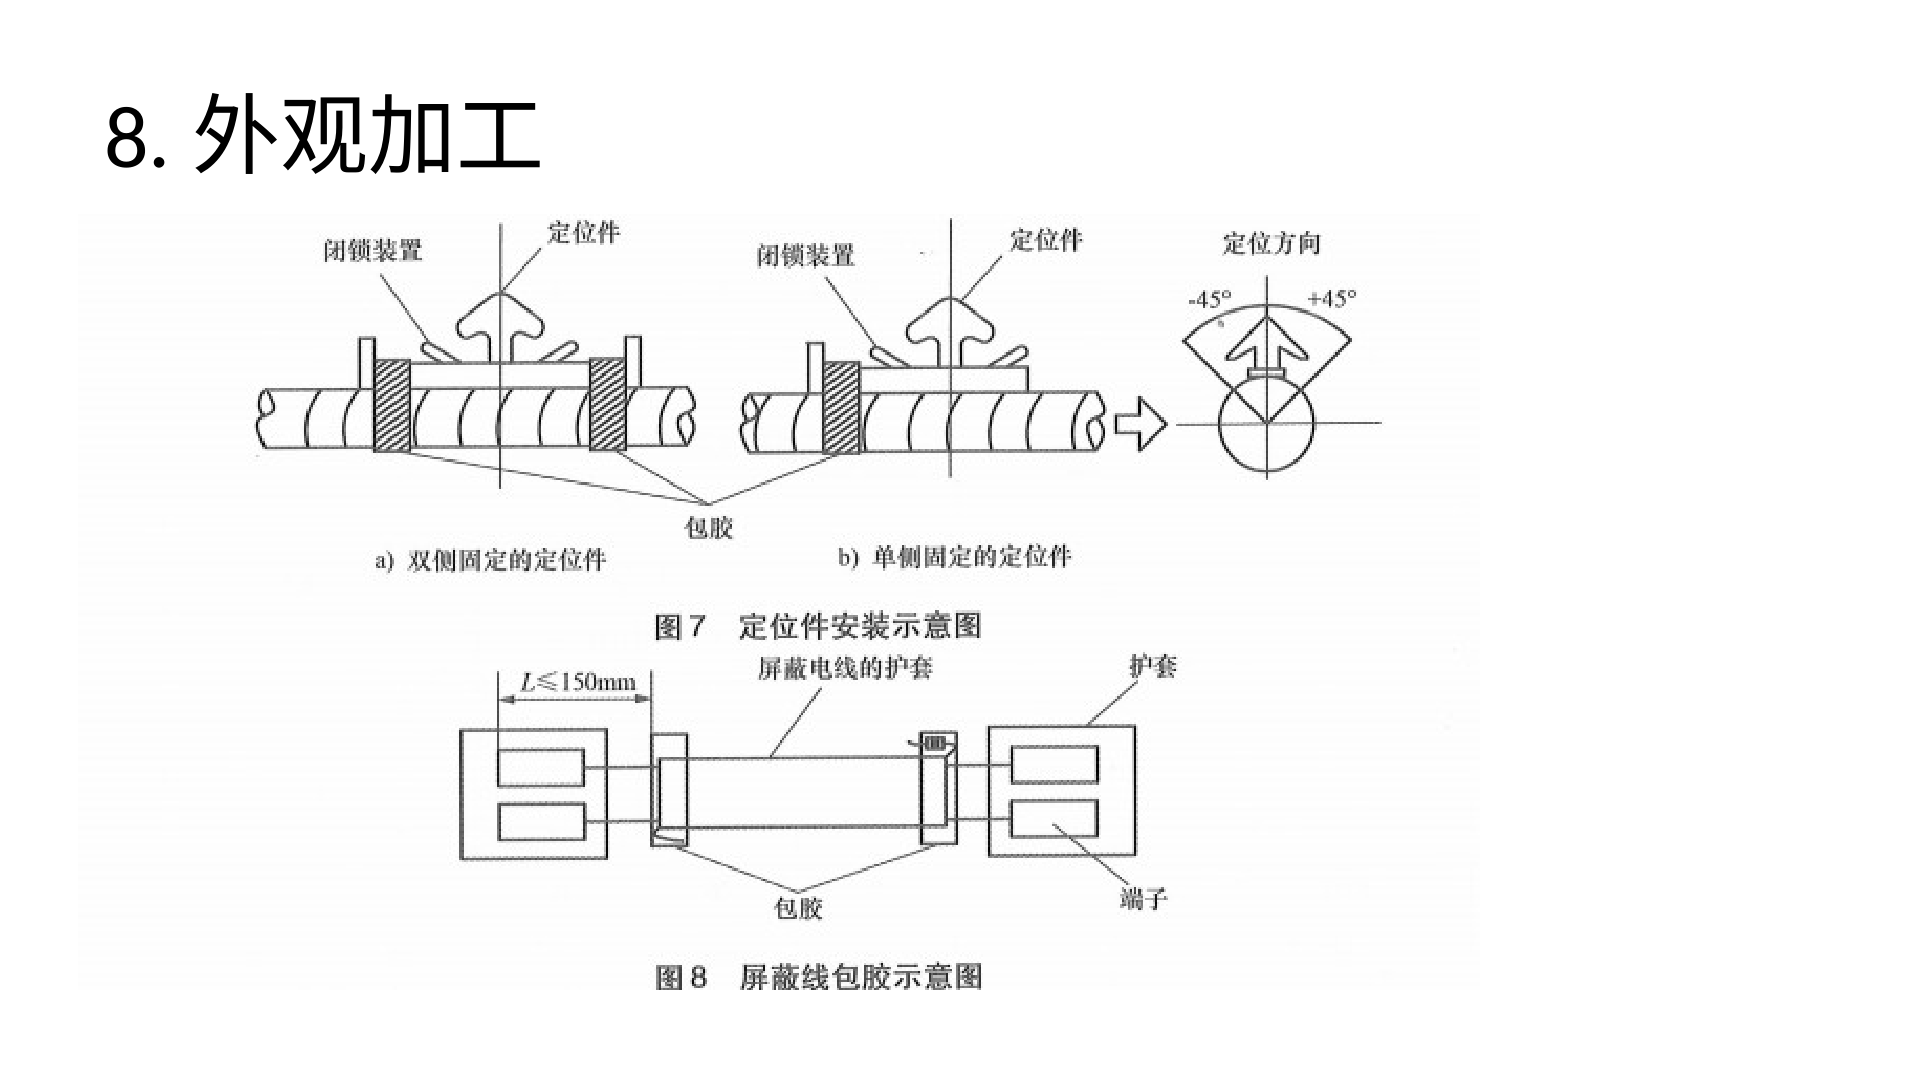 8. 外观加工
闭锁装置
定位件
闭锁装置
定位件
定位方向
-45°
+45°
包胶
a) 双侧固定的定位件
b) 单侧固定的定位件
图7 定位件安装示意图
L≤150mm
屏蔽电线的护套
护套
包胶
端子
图8 屏蔽线包胶示意图